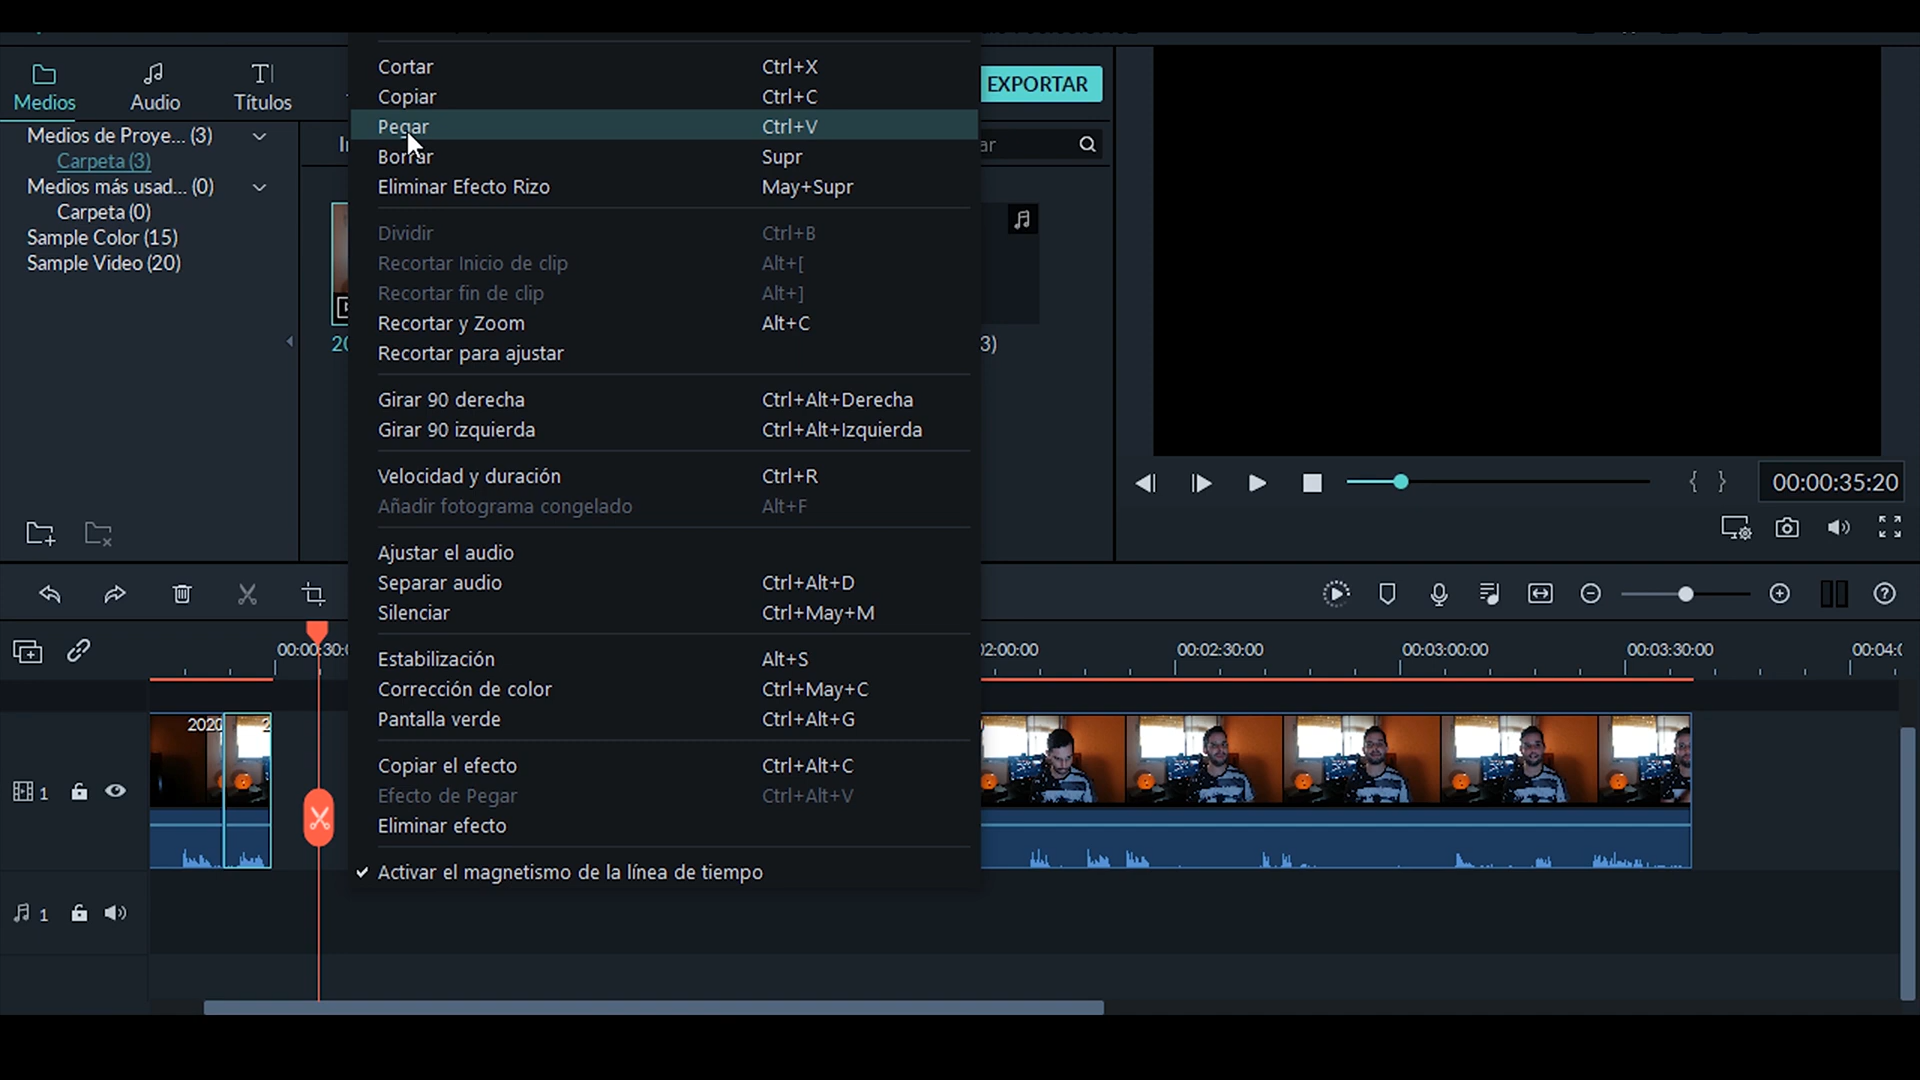 Medios
Audio
Títulos
EXPORTAR
Medios de Proye... (3)
Carpeta (3)
Medios más usad... (0)
Carpeta (0)
Sample Color (15)
Sample Video (20)
Cortar Ctrl+X
Copiar Ctrl+C
Pegar Ctrl+V
Borrar Supr
Eliminar Efecto Rizo May+Supr
Dividir Ctrl+B
Recortar Inicio de clip Alt+[
Recortar fin de clip Alt+]
Recortar y Zoom Alt+C
Recortar para ajustar
Girar 90 derecha Ctrl+Alt+Derecha
Girar 90 izquierda Ctrl+Alt+Izquierda
Velocidad y duración Ctrl+R
Añadir fotograma congelado Alt+F
Ajustar el audio
Separar audio Ctrl+Alt+D
Silenciar Ctrl+May+M
Estabilización Alt+S
Corrección de color Ctrl+May+C
Pantalla verde Ctrl+Alt+G
Copiar el efecto Ctrl+Alt+C
Efecto de Pegar Ctrl+Alt+V
Eliminar efecto
Activar el magnetismo de la línea de tiempo
ar
3)
20
{ } 00:00:35:20
00:00:30:0
02:00:00 00:02:30:00 00:03:00:00 00:03:30:00 00:04:
2020 2
1
1